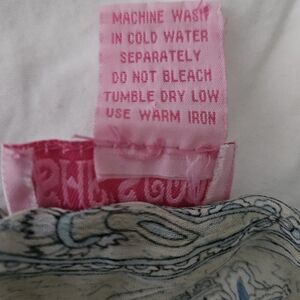 MACHINE WASH
IN COLD WATER
SEPARATELY
DO NOT BLEACH
TUMBLE DRY LOW
USE WARM IRON